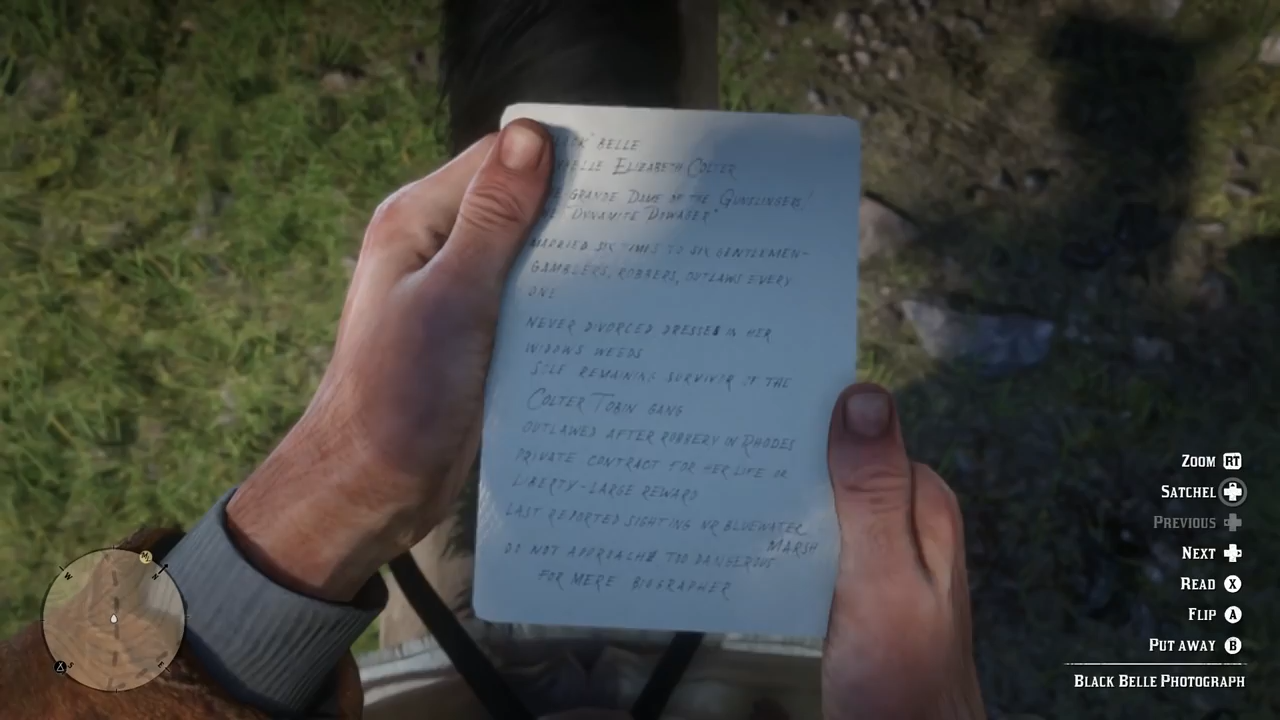 BELLE
ELIZABETH COLTER
GRANDE DAME OF THE GUNSLINGERS'
"DYNAMITE DOWAGER"
MARRIED SIX TIMES TO SIX GENTLEMEN-
GAMBLERS, ROBBERS, OUTLAWS EVERY
ONE
NEVER DIVORCED DRESSES IN HER
WIDOWS WEEDS
SOLE REMAINING SURVIVOR OF THE
COLTER TOBIN GANG
OUTLAWED AFTER ROBBERY IN RHODES
PRIVATE CONTRACT FOR HER LIFE OR
LIBERTY-LARGE REWARD
LAST REPORTED SIGHTING NR BLUEWATER
MARSH
DO NOT APPROACH TOO DANGEROUS
FOR MERE BIOGRAPHER
ZOOM RT
SATCHEL
PREVIOUS
NEXT
READ X
FLIP A
PUT AWAY B
BLACK BELLE PHOTOGRAPH